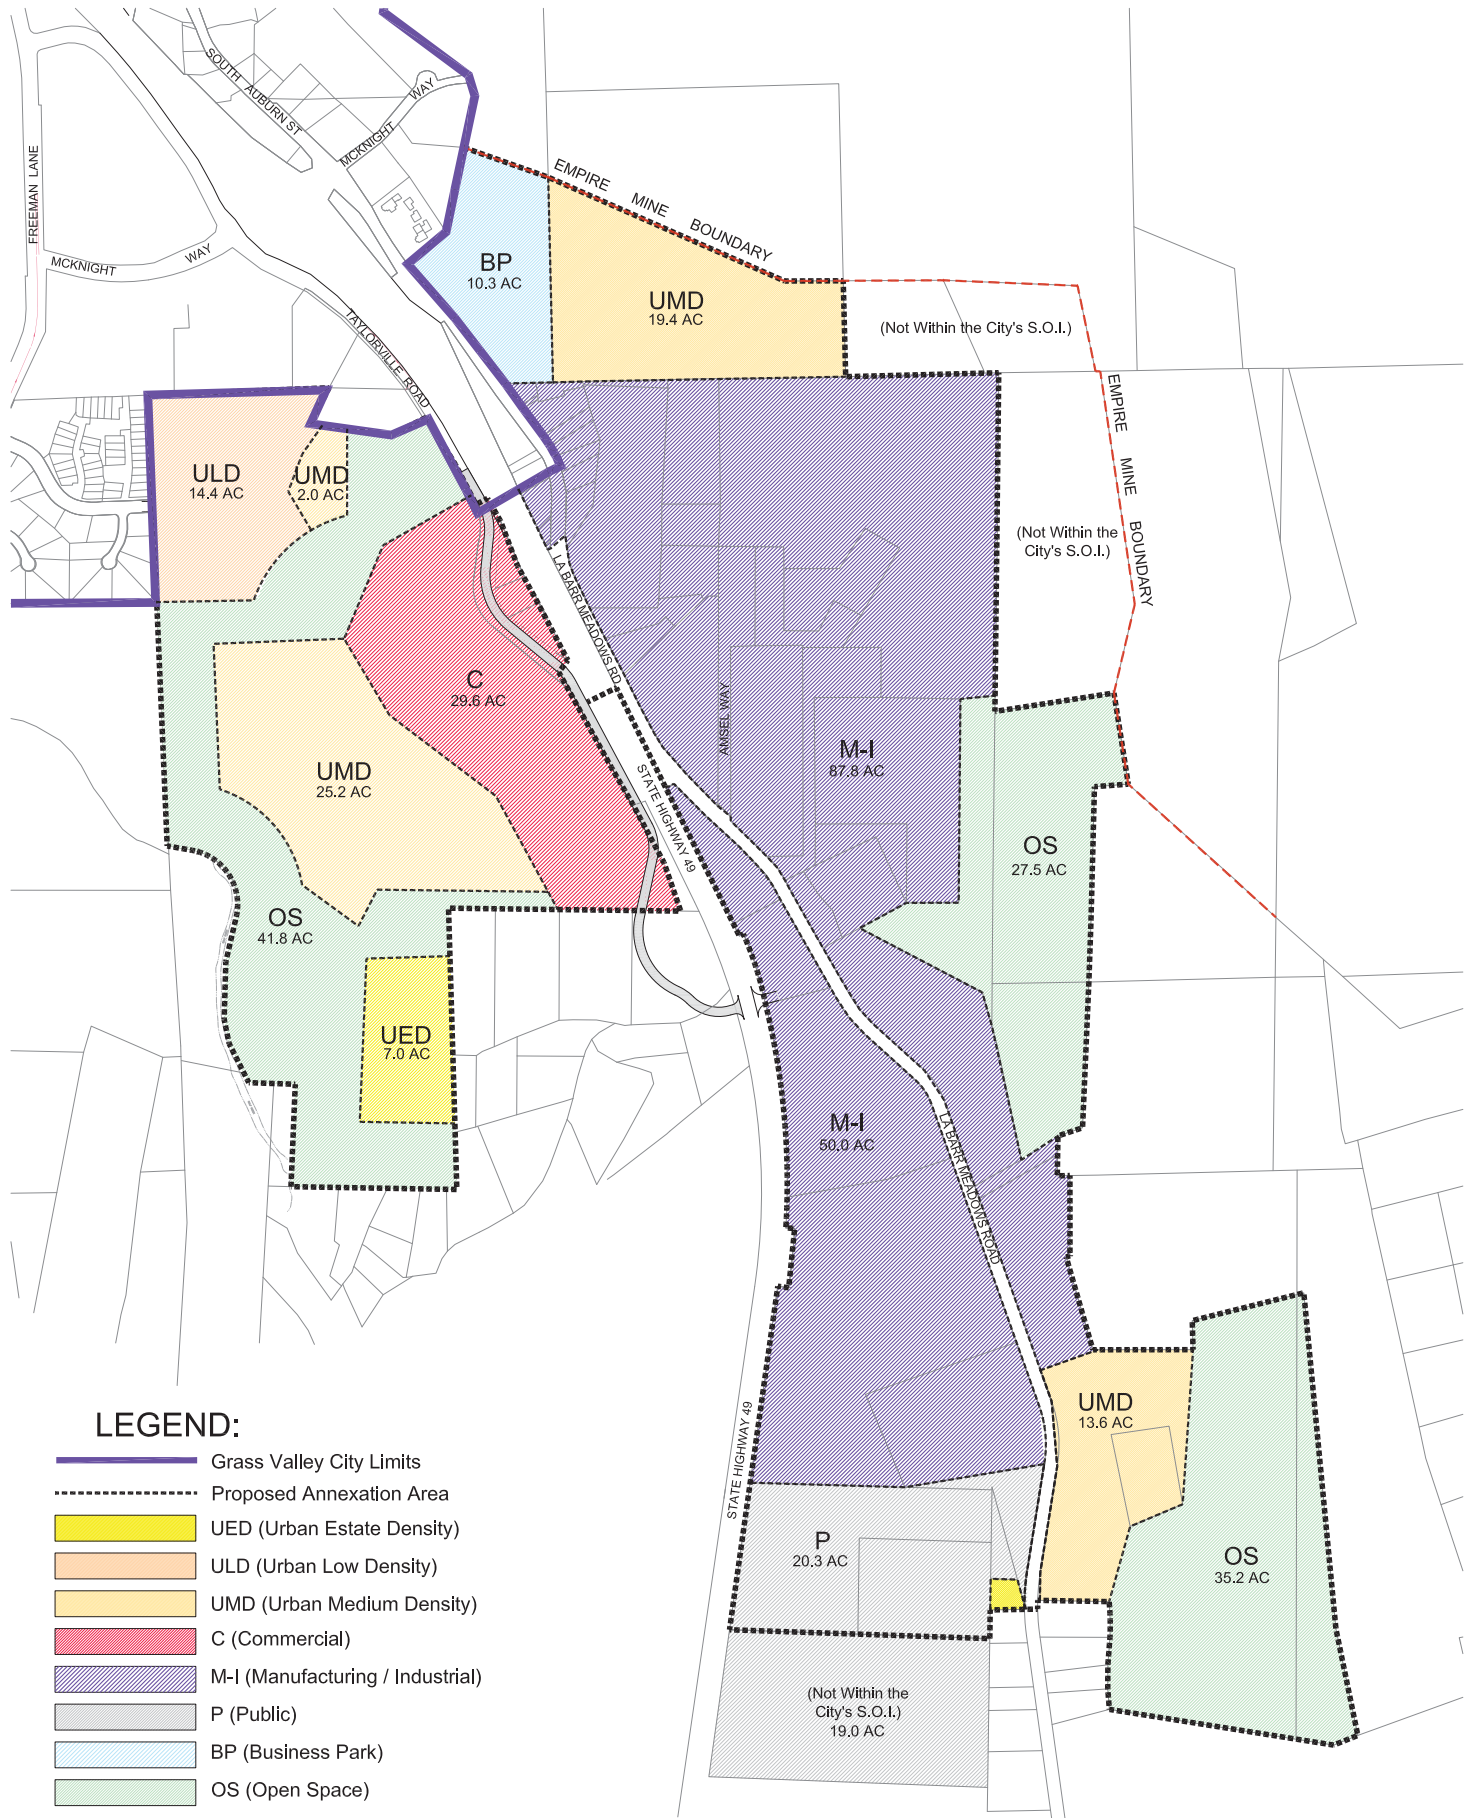 SOUTH AUBURN ST
MCKNIGHT WAY
FREEMAN LANE
MCKNIGHT WAY
EMPIRE MINE BOUNDARY
BP
10.3 AC
UMD
19.4 AC
(Not Within the City's S.O.I.)
TAYLORVILLE ROAD
EMPIRE MINE BOUNDARY
ULD
14.4 AC
UMD
2.0 AC
(Not Within the
City's S.O.I.)
LA BARR MEADOWS RD.
C
29.6 AC
AMSEL WAY
M-I
87.8 AC
UMD
25.2 AC
STATE HIGHWAY 49
OS
27.5 AC
OS
41.8 AC
UED
7.0 AC
M-I
50.0 AC
LA BARR MEADOWS ROAD
UMD
13.6 AC
STATE HIGHWAY 49
P
20.3 AC
OS
35.2 AC
(Not Within the
City's S.O.I.)
19.0 AC
LEGEND:
Grass Valley City Limits
Proposed Annexation Area
UED (Urban Estate Density)
ULD (Urban Low Density)
UMD (Urban Medium Density)
C (Commercial)
M-I (Manufacturing / Industrial)
P (Public)
BP (Business Park)
OS (Open Space)